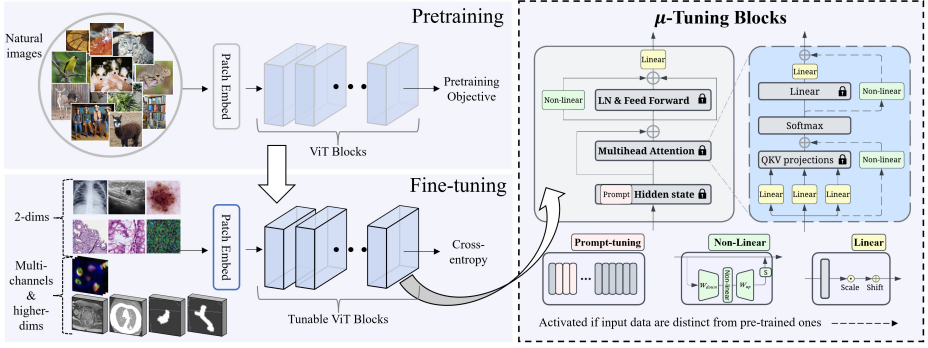 Pretraining
Natural
images
Patch Embed
Pretraining
Objective
ViT Blocks
Fine-tuning
2-dims
Multi-
channels
&
higher-
dims
Patch Embed
Cross-
entropy
Tunable ViT Blocks
μ-Tuning Blocks
Linear
Non-linear
LN & Feed Forward
Multihead Attention
Prompt
Hidden state
Linear
Linear
Non-linear
Softmax
QKV projections
Non-linear
Linear
Linear
Linear
Prompt-tuning
Non-Linear
Wdown
Non-linear
Wup
S
Linear
Scale
Shift
Activated if input data are distinct from pre-trained ones